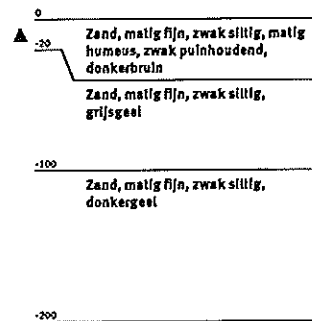 0
Zand, matig fijn, zwak siltig, matig
humeus, zwak puinhoudend,
donkerbruin
-20
Zand, matig fijn, zwak siltig,
grijsgeel
-100
Zand, matig fijn, zwak siltig,
donkergeel
-200